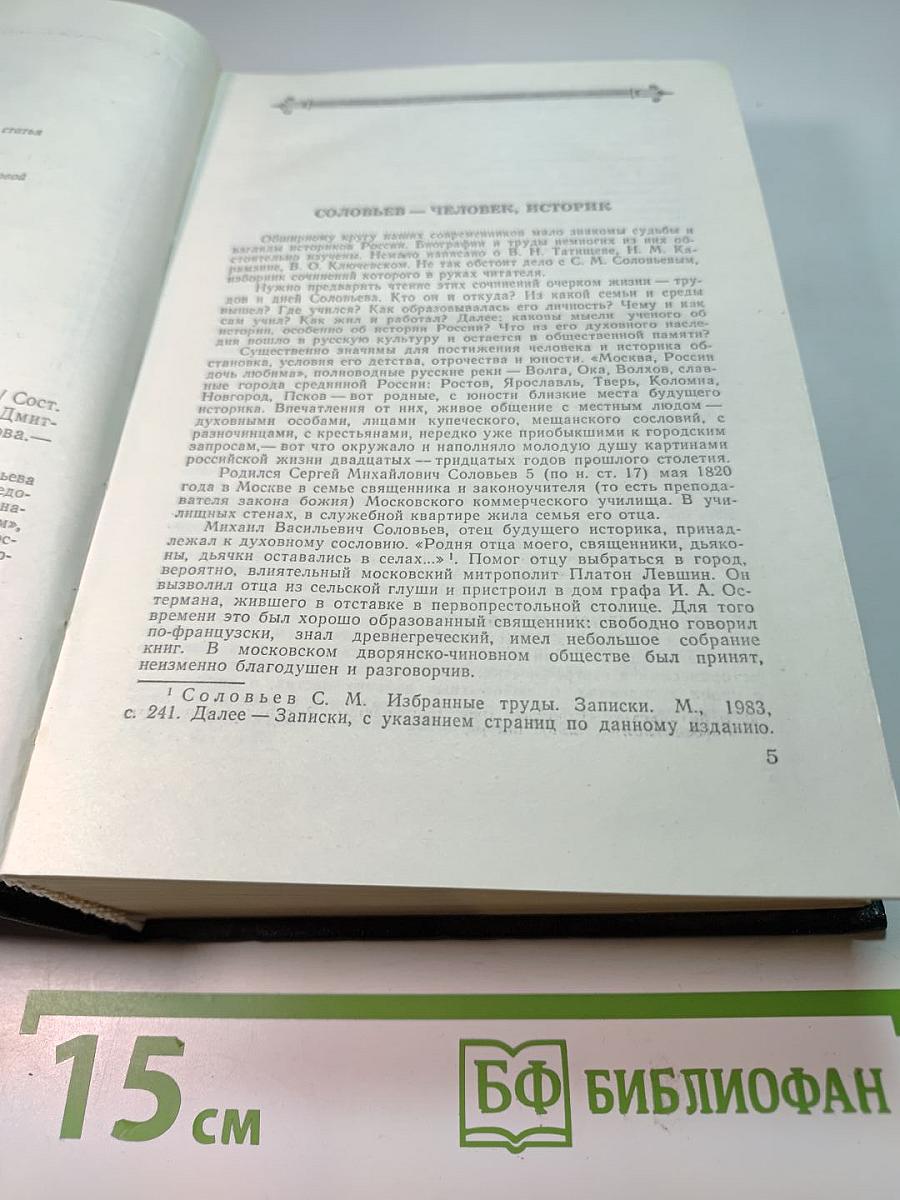 статья
овой
/ Сост.
Дмит-
ова.—
ьева
едо-
на-
м»,
ос-
о-
СОЛОВЬЕВ — ЧЕЛОВЕК, ИСТОРИК
Обширному кругу наших современников мало знакомы судьбы и
взгляды историков России. Биографии и труды немногих из них об-
стоятельно изучены. Немало написано о В. Н. Татищеве, Н. М. Ка-
рамзине, В. О. Ключевском. Не так обстоит дело с С. М. Соловьевым,
изборник сочинений которого в руках читателя.
Нужно предварить чтение этих сочинений очерком жизни — тру-
дов и дней Соловьева. Кто он и откуда? Из какой семьи и среды
вышел? Где учился? Как образовывалась его личность? Чему и как
сам учил? Как жил и работал? Далее: каковы мысли ученого об
истории, особенно об истории России? Что из его духовного насле-
дия вошло в русскую культуру и остается в общественной памяти?
Существенно значимы для постижения человека и историка об-
становка, условия его детства, отрочества и юности. «Москва, России
дочь любима», полноводные русские реки — Волга, Ока, Волхов, слав-
ные города срединной России: Ростов, Ярославль, Тверь, Коломна,
Новгород, Псков — вот родные, с юности близкие места будущего
историка. Впечатления от них, живое общение с местным людом —
духовными особами, лицами купеческого, мещанского сословий, с
разночинцами, с крестьянами, нередко уже приобыкшими к городским
запросам,— вот что окружало и наполняло молодую душу картинами
российской жизни двадцатых — тридцатых годов прошлого столетия.
Родился Сергей Михайлович Соловьев 5 (по н. ст. 17) мая 1820
года в Москве в семье священника и законоучителя (то есть препода-
вателя закона божия) Московского коммерческого училища. В учи-
лищных стенах, в служебной квартире жила семья его отца.
Михаил Васильевич Соловьев, отец будущего историка, принад-
лежал к духовному сословию. «Родня отца моего, священники, дьяко-
ны, дьячки оставались в селах...» ¹. Помог отцу выбраться в город,
вероятно, влиятельный московский митрополит Платон Левшин. Он
вызволил отца из сельской глуши и пристроил в дом графа И. А. Ос-
термана, жившего в отставке в первопрестольной столице. Для того
времени это был хорошо образованный священник: свободно говорил
по-французски, знал древнегреческий, имел небольшое собрание
книг. В московском дворянско-чиновном обществе был принят,
неизменно благодушен и разговорчив.
¹ Соловьев С. М. Избранные труды. Записки. М., 1983,
с. 241. Далее — Записки, с указанием страниц по данному изданию.
5
15 см
БФ БИБЛИОФАН